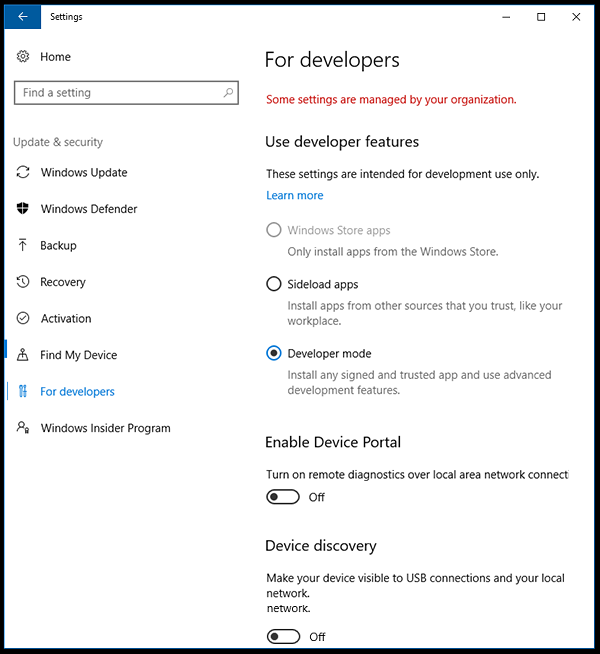 Settings
Home
Find a setting
Update & security
Windows Update
Windows Defender
Backup
Recovery
Activation
Find My Device
For developers
Windows Insider Program
For developers
Some settings are managed by your organization.
Use developer features
These settings are intended for development use only.
Learn more
Windows Store apps
Only install apps from the Windows Store.
Sideload apps
Install apps from other sources that you trust, like your
workplace.
Developer mode
Install any signed and trusted app and use advanced
development features.
Enable Device Portal
Turn on remote diagnostics over local area network connecti
Off
Device discovery
Make your device visible to USB connections and your local
network.
network.
Off